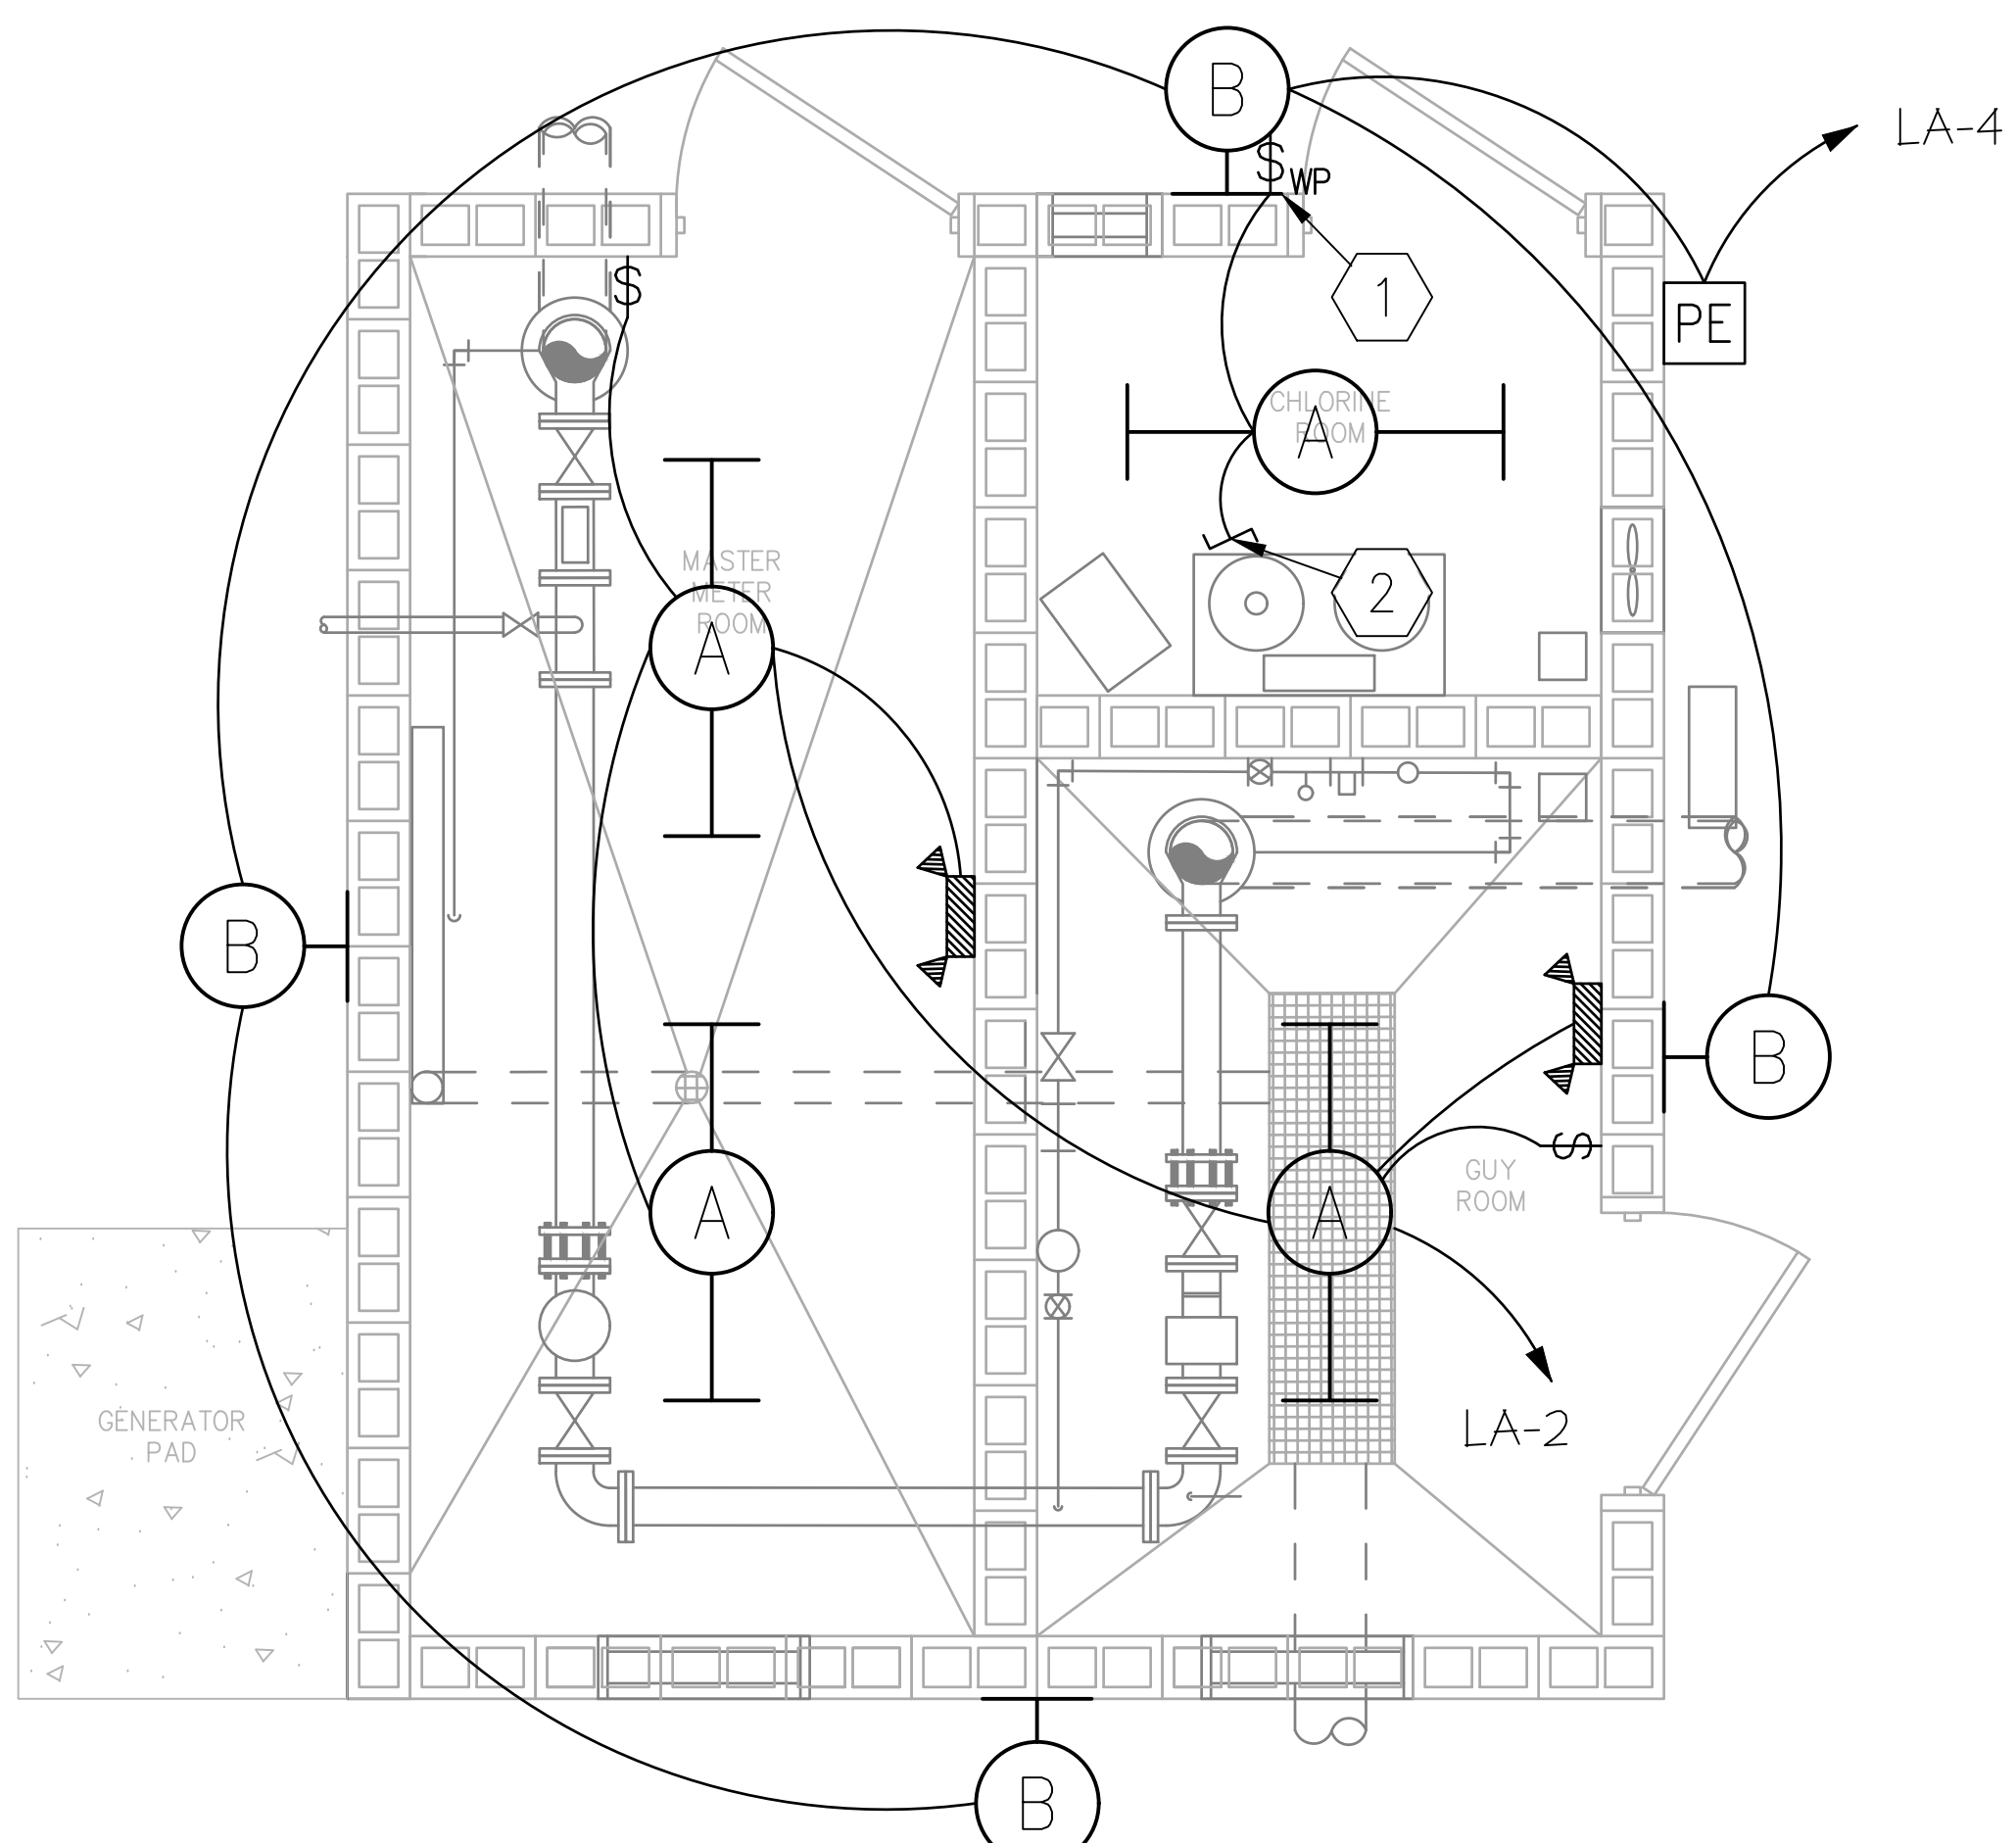 B
LA-4
$
WP
$
1
PE
CHLORINE
ROOM
A
MASTER
METER
ROOM
A
2
B
B
$
GUY
ROOM
A
A
LA-2
GENERATOR
PAD
B